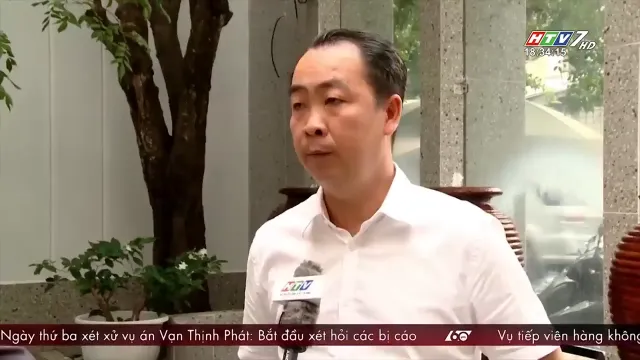 HTV7 HD
18:34:15
HTV
Ngày thứ ba xét xử vụ án Vạn Thịnh Phát: Bắt đầu xét hỏi các bị cáo
Vụ tiếp viên hàng không